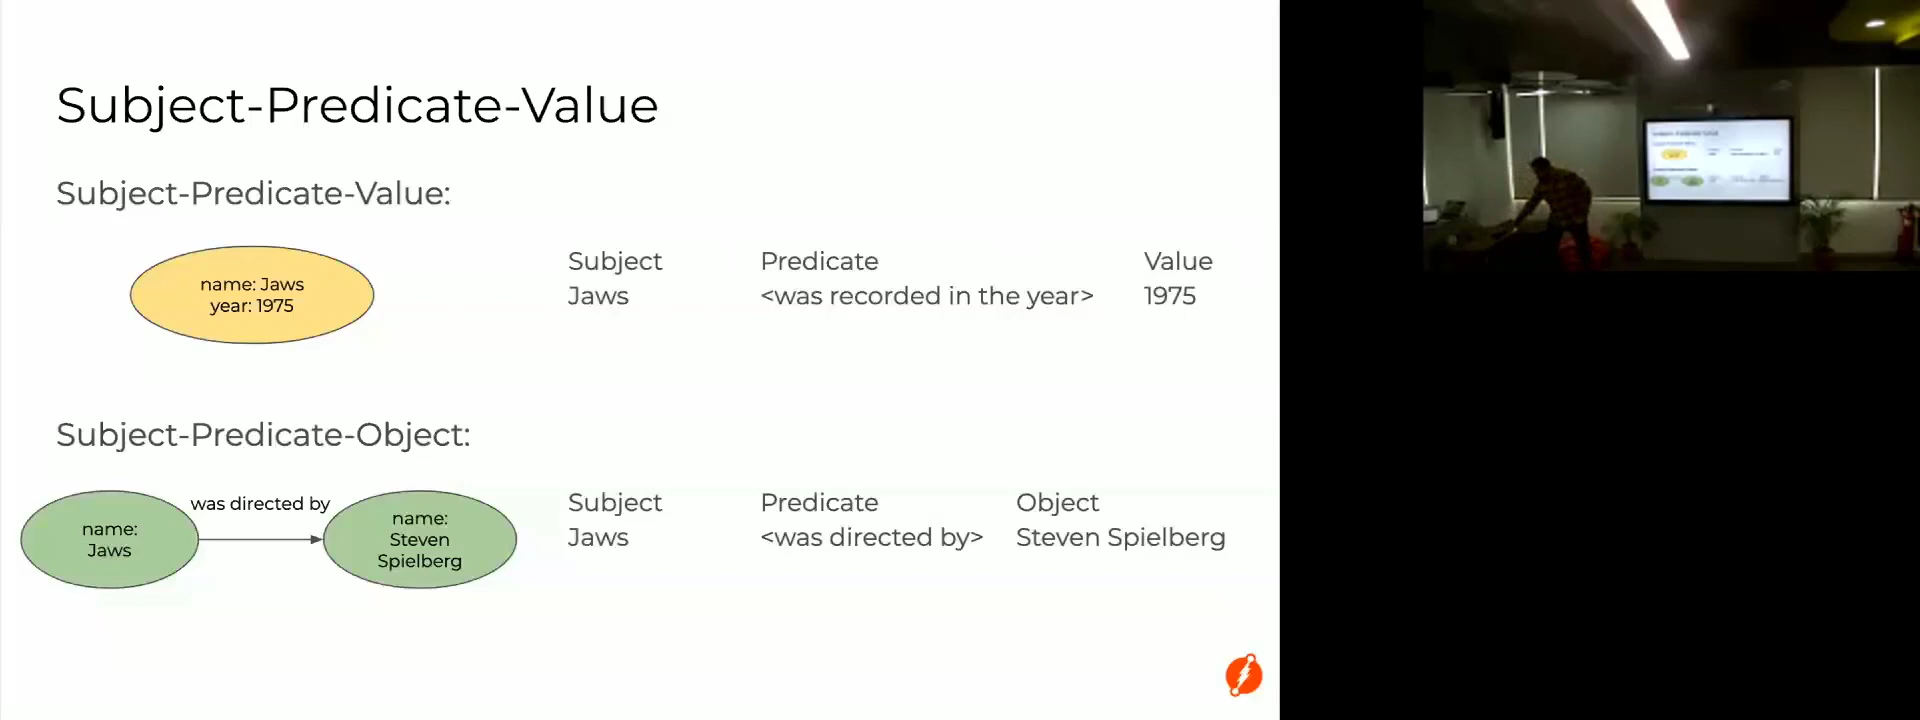 Subject-Predicate-Value
Subject-Predicate-Value:
name: Jaws
year: 1975
Subject Predicate Value
Jaws <was recorded in the year> 1975
Subject-Predicate-Object:
was directed by
name:
Jaws
name:
Steven
Spielberg
Subject Predicate Object
Jaws <was directed by> Steven Spielberg